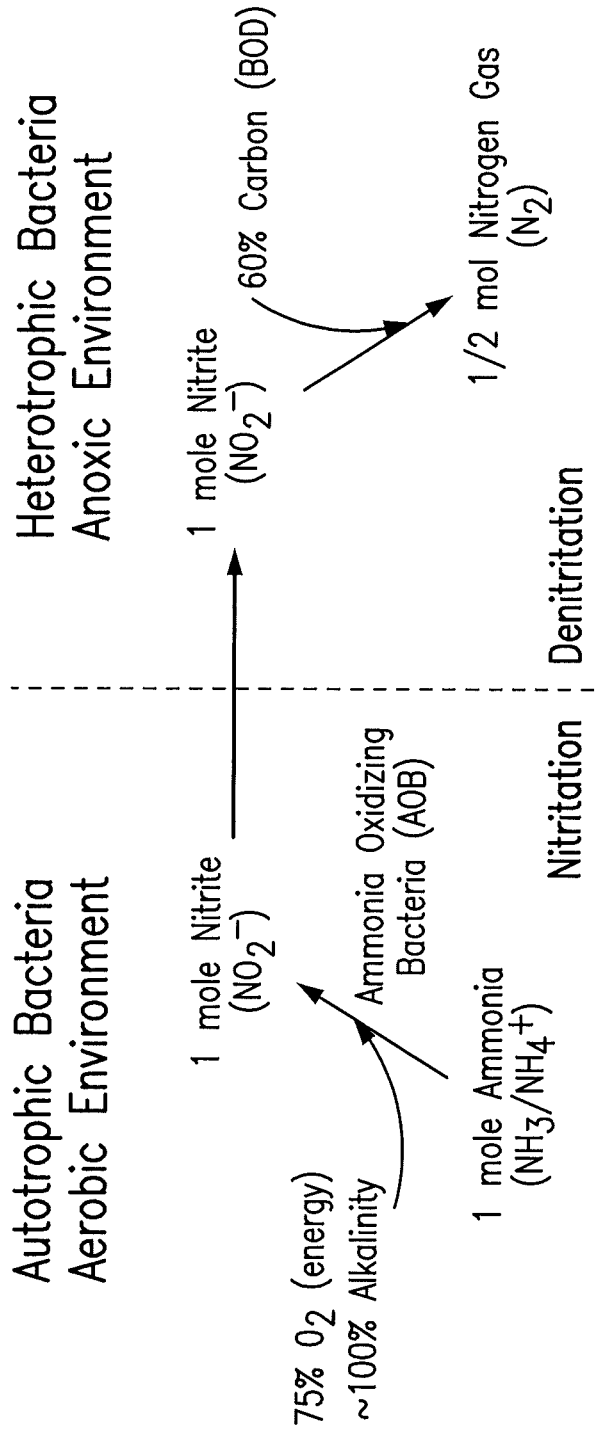 Autotrophic Bacteria
Aerobic Environment
Heterotrophic Bacteria
Anoxic Environment
1 mole Nitrite
(NO₂⁻)
1 mole Nitrite
(NO₂⁻)
60% Carbon (BOD)
75% O₂ (energy)
~100% Alkalinity
Ammonia Oxidizing
Bacteria (AOB)
1 mole Ammonia
(NH₃/NH₄⁺)
1/2 mol Nitrogen Gas
(N₂)
Nitritation
Denitritation